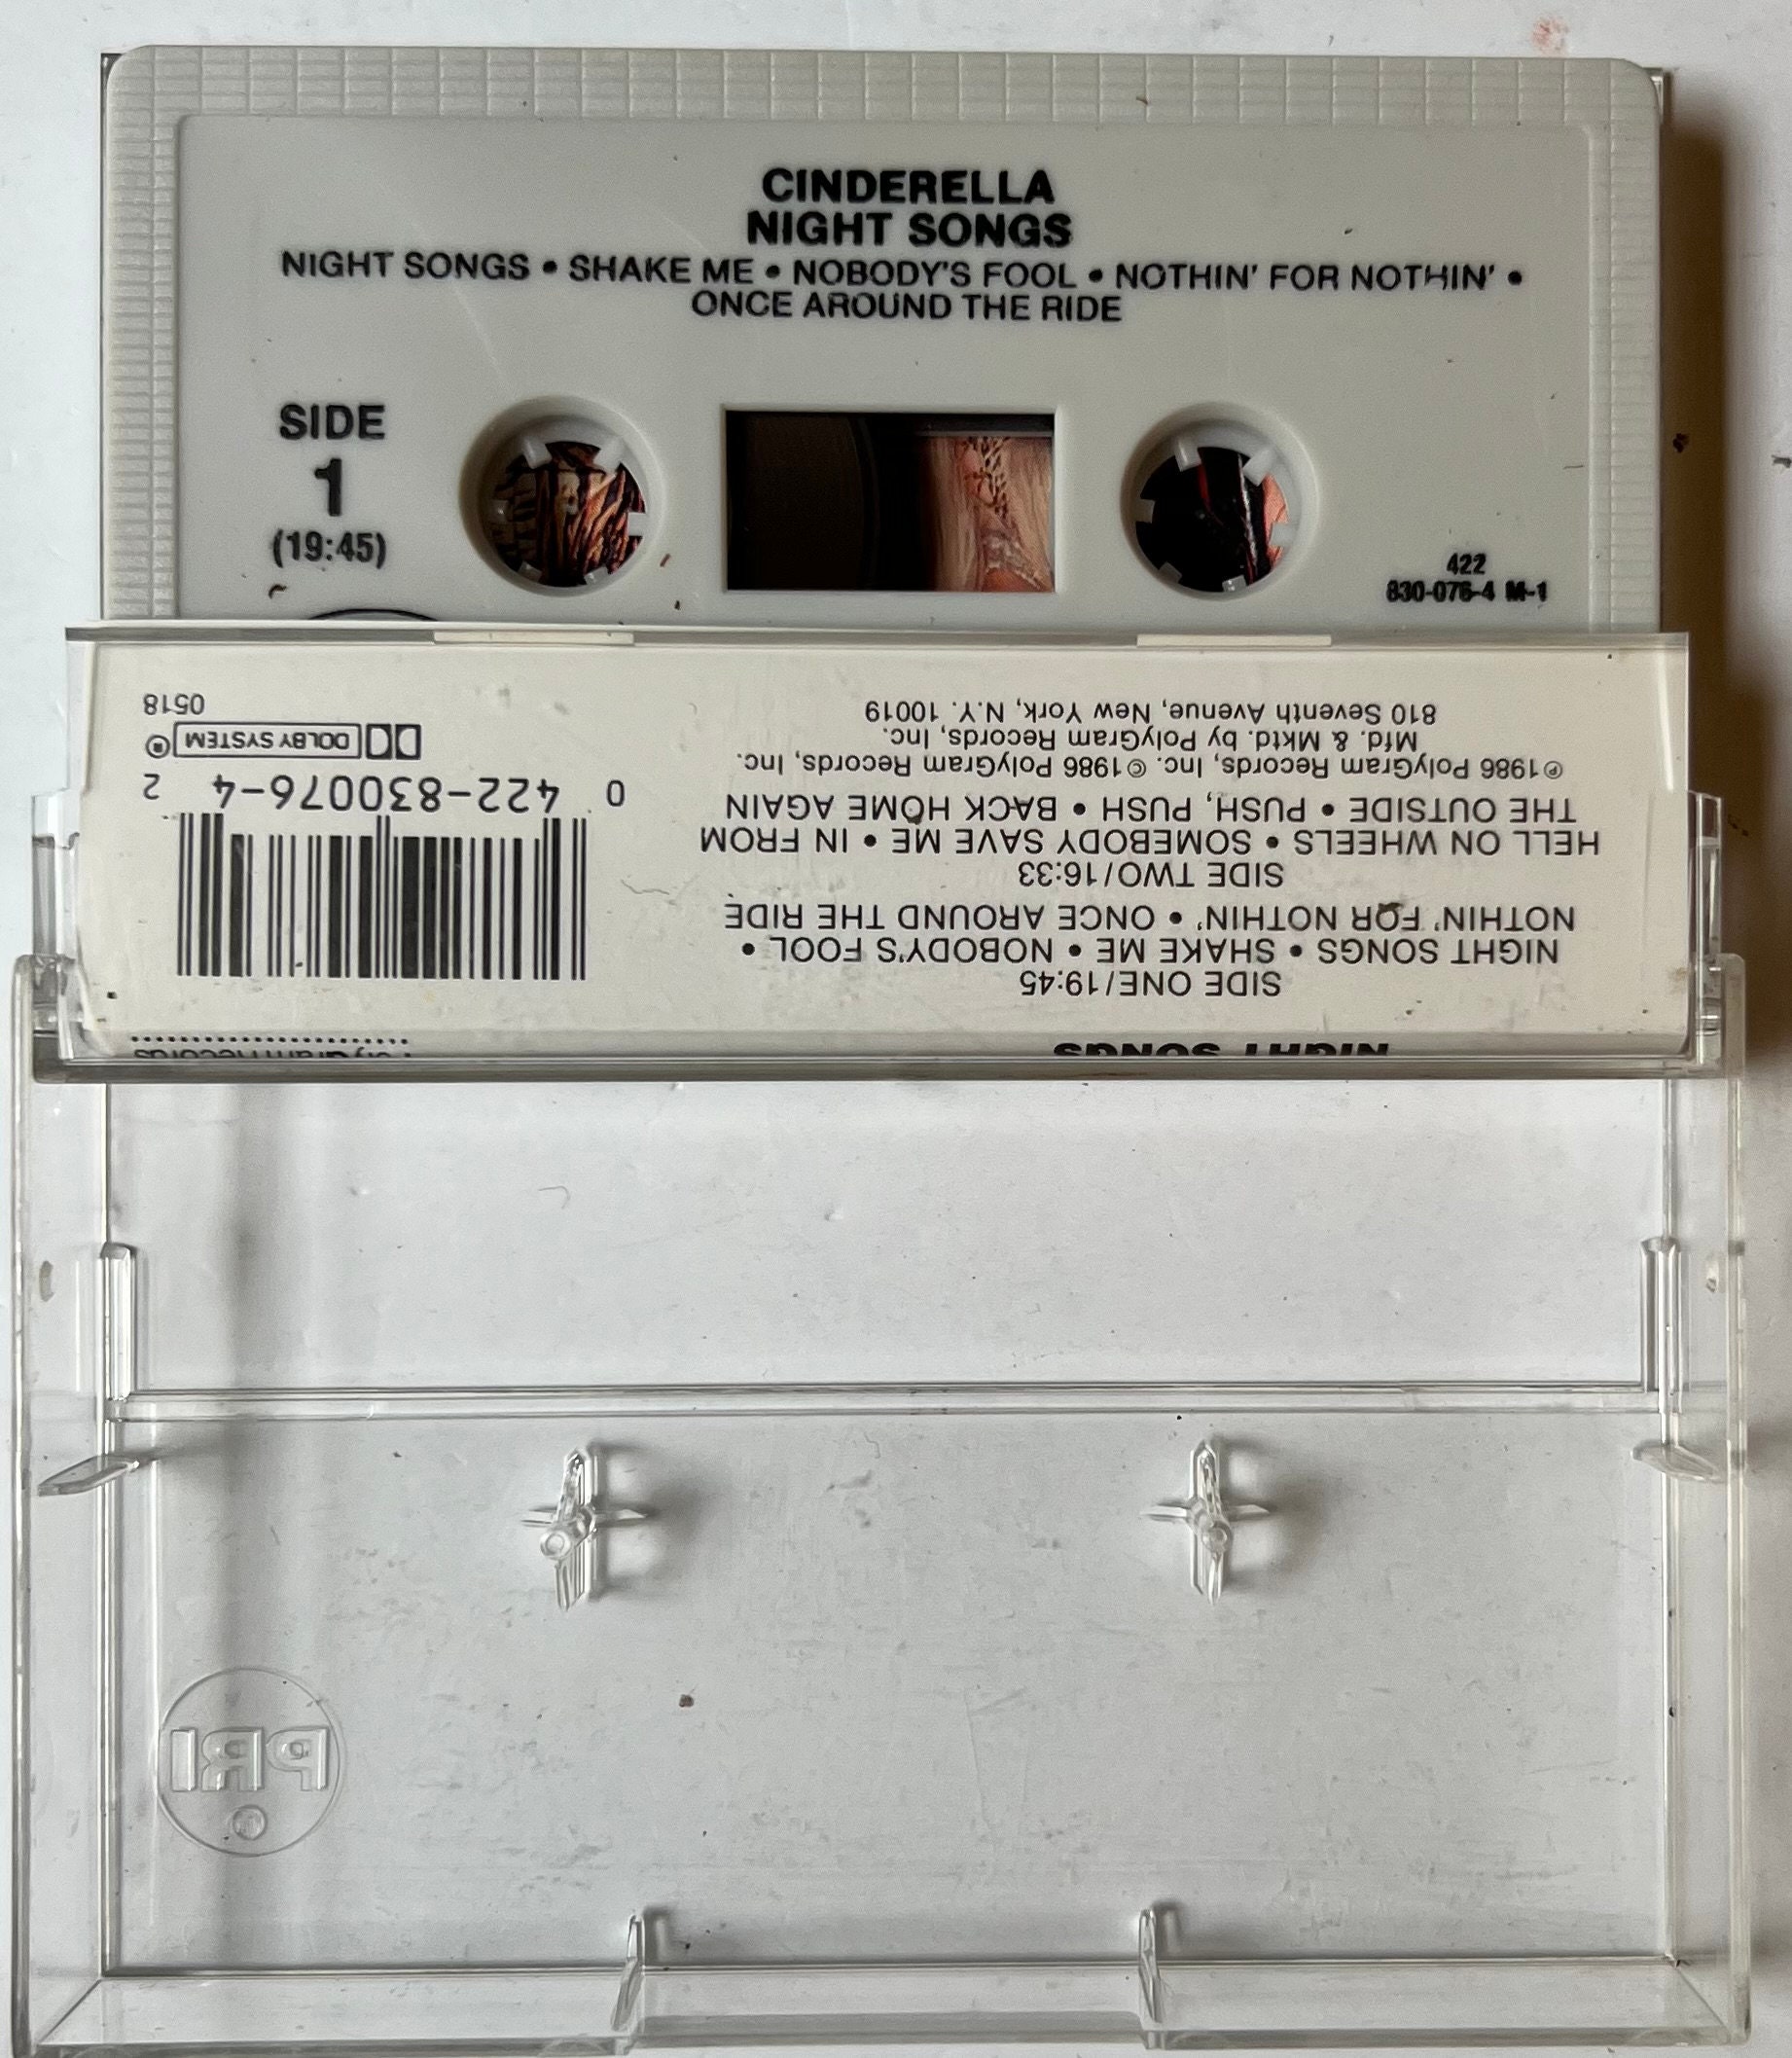 CINDERELLA
NIGHT SONGS
NIGHT SONGS • SHAKE ME • NOBODY'S FOOL • NOTHIN' FOR NOTHIN' •
ONCE AROUND THE RIDE
SIDE
1
(19:45)
422
830-076-4 M-1
NIGHT SONGS
SIDE ONE/19:45
NIGHT SONGS • SHAKE ME • NOBODY'S FOOL •
NOTHIN' FOR NOTHIN' • ONCE AROUND THE RIDE
SIDE TWO/16:33
HELL ON WHEELS • SOMEBODY SAVE ME • IN FROM
THE OUTSIDE • PUSH, PUSH • BACK HOME AGAIN
℗1986 PolyGram Records, Inc. ©1986 PolyGram Records, Inc.
Mfd. & Mktd. by PolyGram Records, Inc.
810 Seventh Avenue, New York, N.Y. 10019
PolyGram Records
0 422-830076-4 2
DOLBY SYSTEM ®
0518
PRI